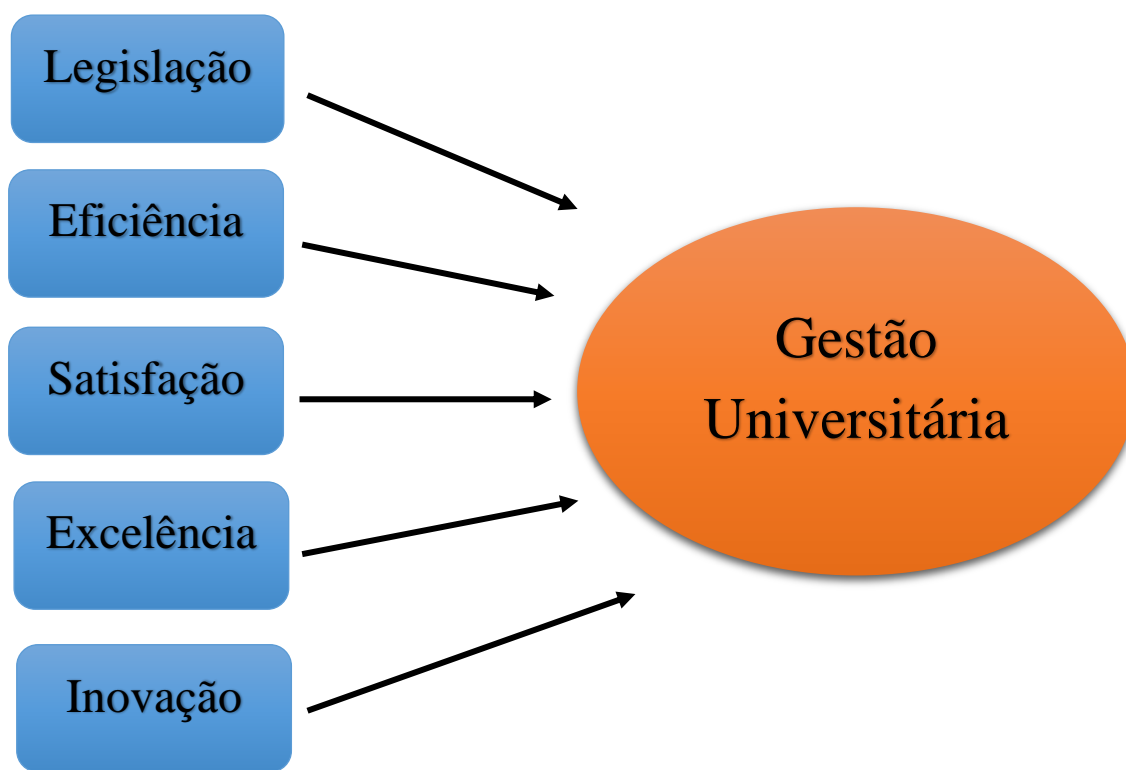 Legislação
Eficiência
Satisfação
Excelência
Inovação
Gestão
Universitária